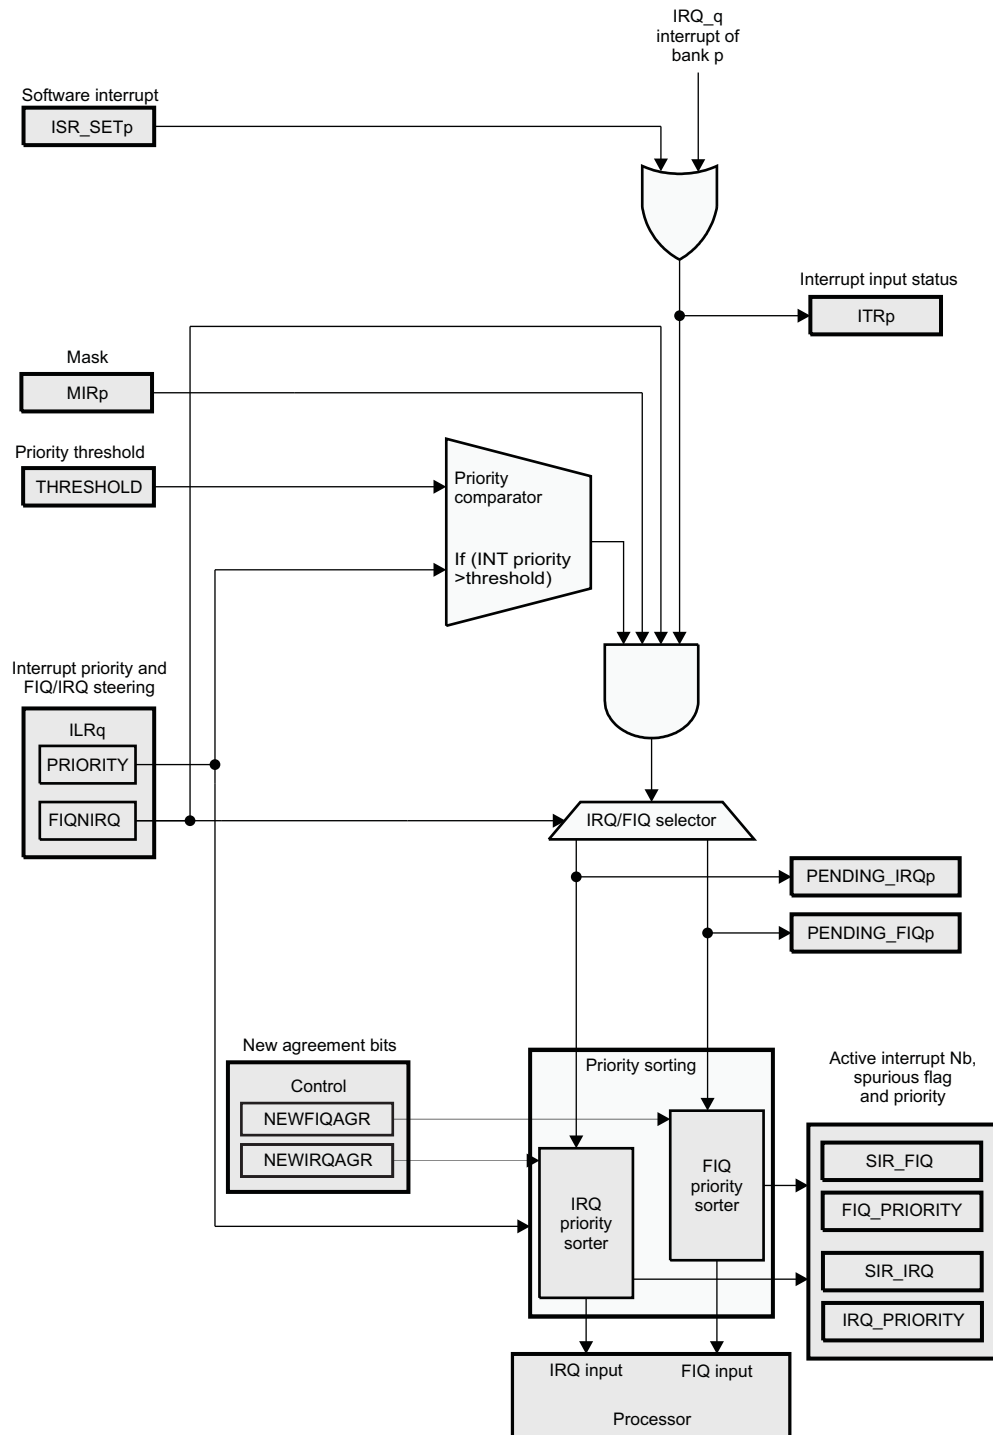 IRQ_q
interrupt of
bank p
Software interrupt
ISR_SETp
Interrupt input status
ITRp
Mask
MIRp
Priority threshold
THRESHOLD
Priority
comparator
If (INT priority
>threshold)
Interrupt priority and
FIQ/IRQ steering
ILRq
PRIORITY
FIQNIRQ
IRQ/FIQ selector
PENDING_IRQp
PENDING_FIQp
New agreement bits
Control
NEWFIQAGR
NEWIRQAGR
Priority sorting
IRQ
priority
sorter
FIQ
priority
sorter
Active interrupt Nb,
spurious flag
and priority
SIR_FIQ
FIQ_PRIORITY
SIR_IRQ
IRQ_PRIORITY
IRQ input
FIQ input
Processor